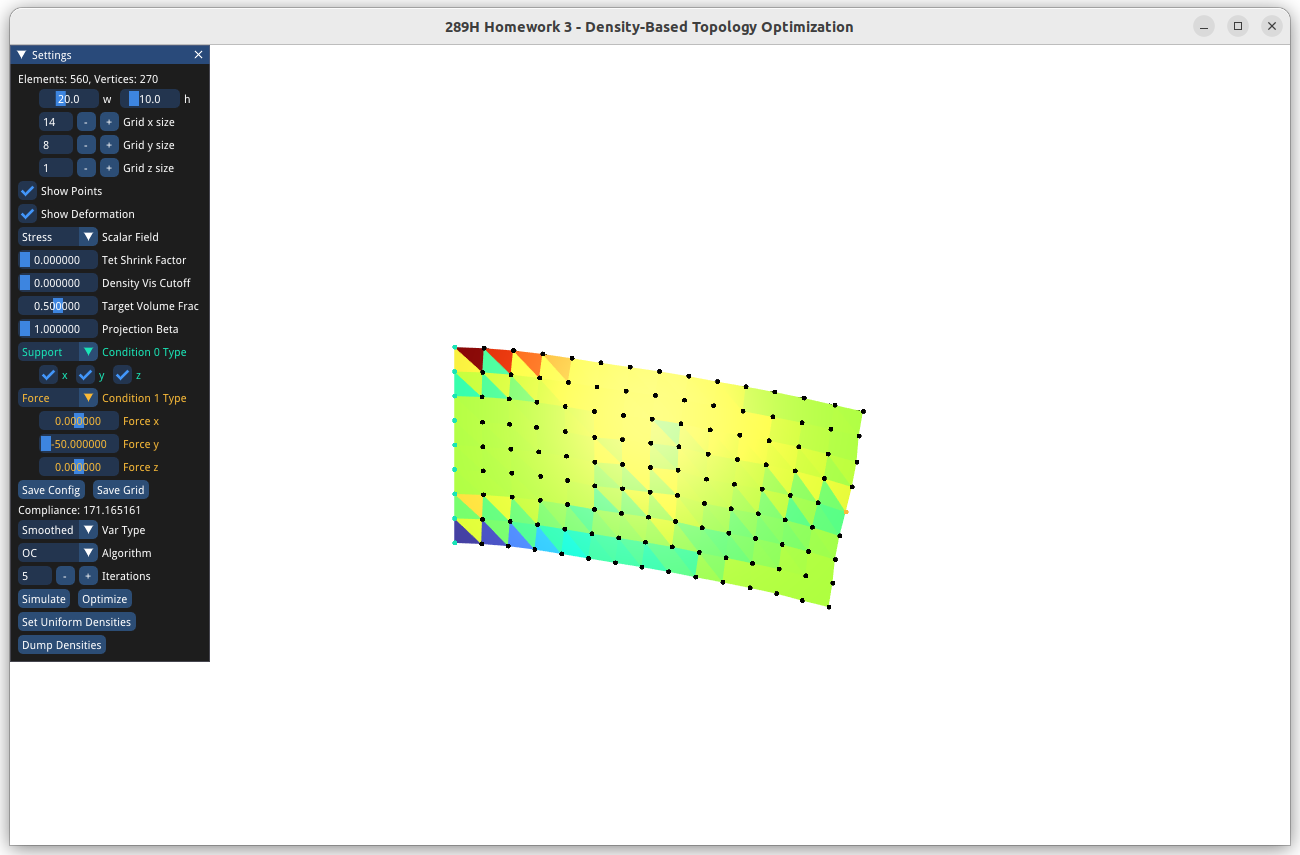 289H Homework 3 - Density-Based Topology Optimization
Settings
Elements: 560, Vertices: 270
20.0 w 10.0 h
14 - + Grid x size
8 - + Grid y size
1 - + Grid z size
Show Points
Show Deformation
Stress Scalar Field
0.000000 Tet Shrink Factor
0.000000 Density Vis Cutoff
0.500000 Target Volume Frac
1.000000 Projection Beta
Support Condition 0 Type
x y z
Force Condition 1 Type
0.000000 Force x
-50.000000 Force y
0.000000 Force z
Save Config Save Grid
Compliance: 171.165161
Smoothed Var Type
OC Algorithm
5 - + Iterations
Simulate Optimize
Set Uniform Densities
Dump Densities